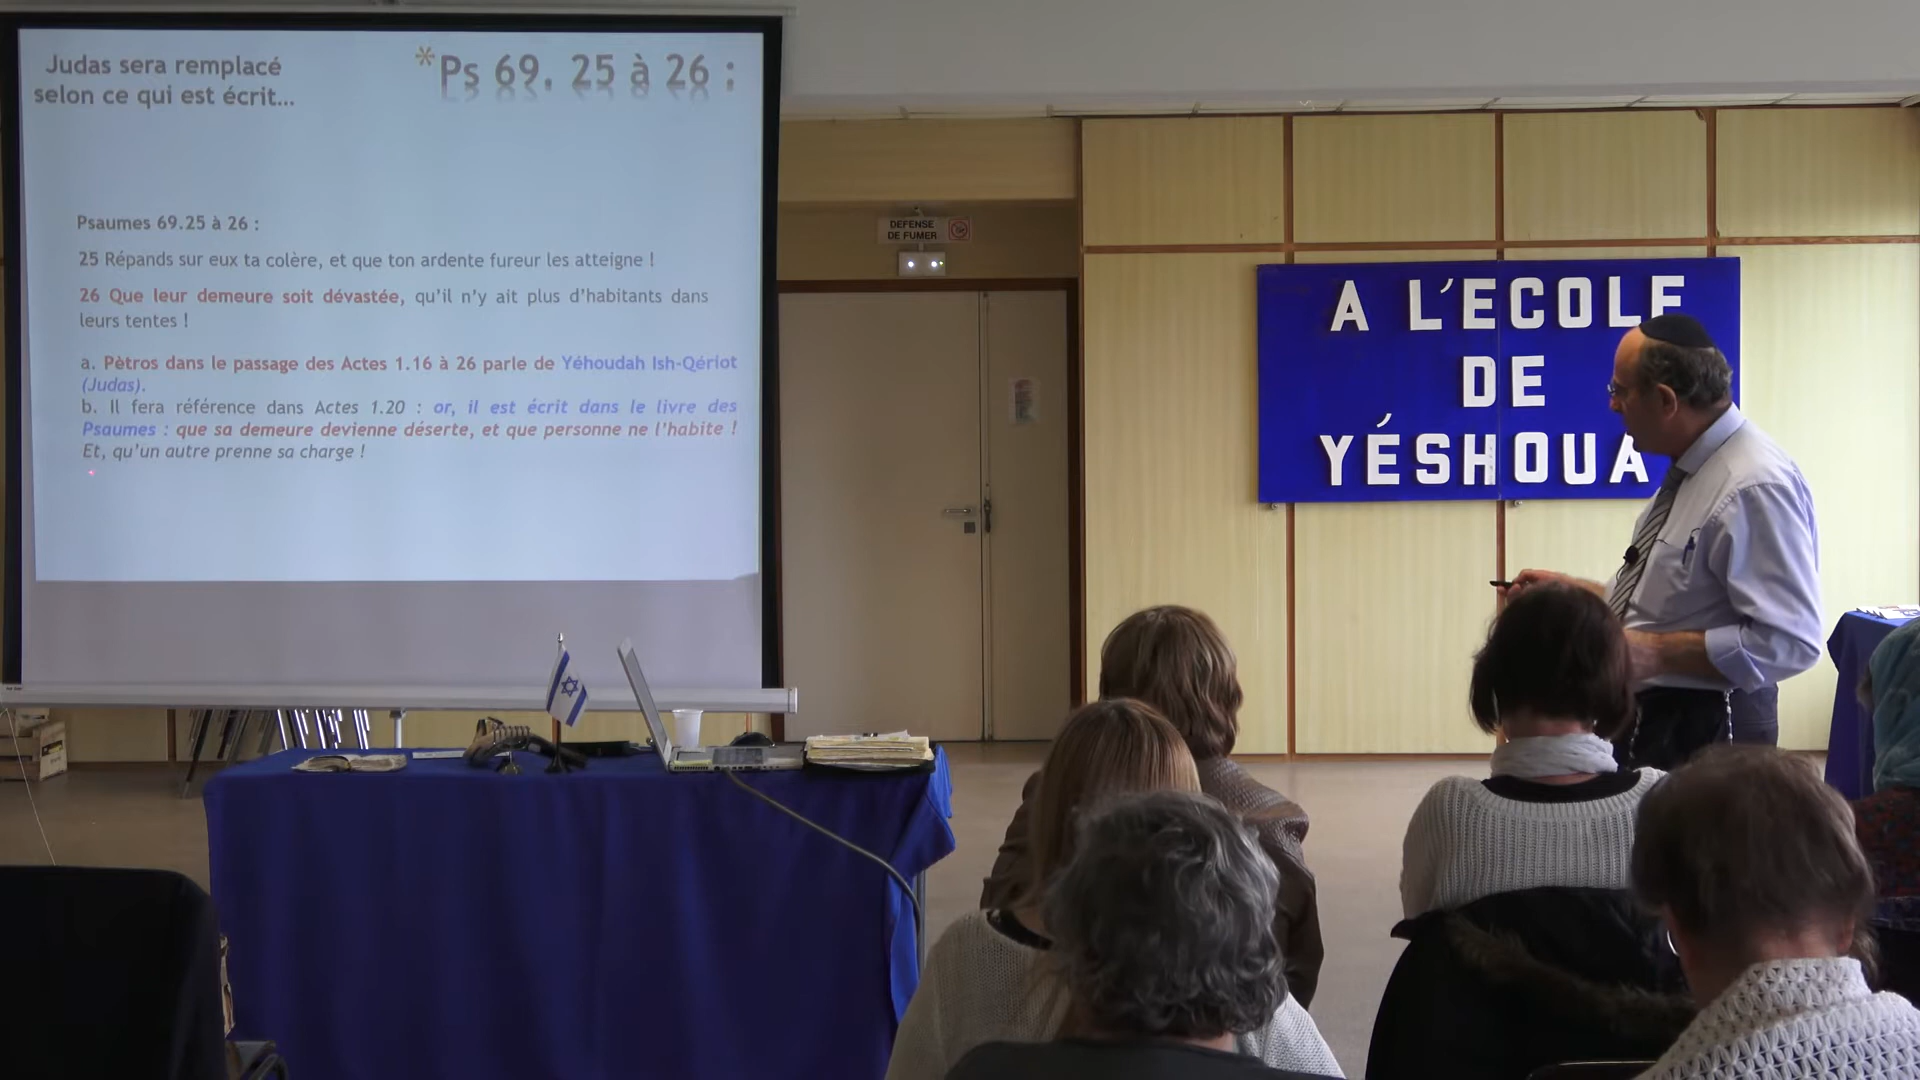 Judas sera remplacé
selon ce qui est écrit...
*Ps 69. 25 à 26 :
Psaumes 69.25 à 26 :
25 Répands sur eux ta colère, et que ton ardente fureur les atteigne !
26 Que leur demeure soit dévastée, qu'il n'y ait plus d'habitants dans
leurs tentes !
a. Pètros dans le passage des Actes 1.16 à 26 parle de Yéhoudah Ish-Qériot
(Judas).
b. Il fera référence dans Actes 1.20 : or, il est écrit dans le livre des
Psaumes : que sa demeure devienne déserte, et que personne ne l'habite !
Et, qu'un autre prenne sa charge !
DEFENSE
DE FUMER
A L'ECOLE
DE
YÉSHOUA